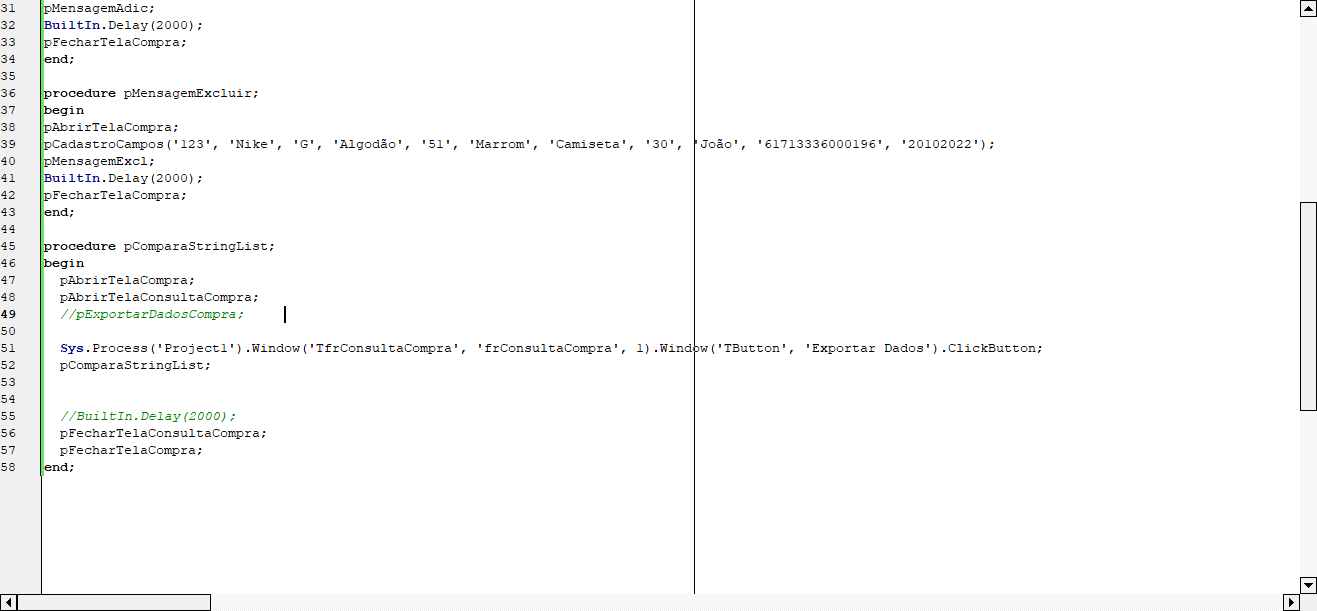 31 pMensagemAdic;
32 BuiltIn.Delay(2000);
33 pFecharTelaCompra;
34 end;
35
36 procedure pMensagemExcluir;
37 begin
38 pAbrirTelaCompra;
39 pCadastroCampos('123', 'Nike', 'G', 'Algodão', '51', 'Marrom', 'Camiseta', '30', 'João', '61713336000196', '20102022');
40 pMensagemExcl;
41 BuiltIn.Delay(2000);
42 pFecharTelaCompra;
43 end;
44
45 procedure pComparaStringList;
46 begin
47 pAbrirTelaCompra;
48 pAbrirTelaConsultaCompra;
49 //pExportarDadosCompra;
50
51 Sys.Process('Project1').Window('TfrConsultaCompra', 'frConsultaCompra', 1).Window('TButton', 'Exportar Dados').ClickButton;
52 pComparaStringList;
53
54
55 //BuiltIn.Delay(2000);
56 pFecharTelaConsultaCompra;
57 pFecharTelaCompra;
58 end;